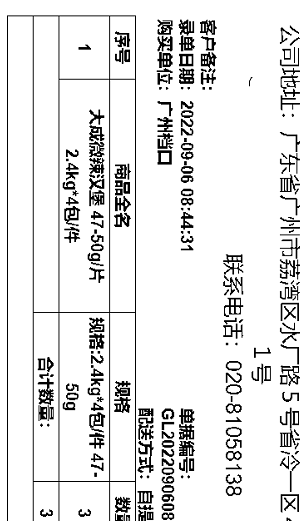 公司地址：广东省广州市荔湾区水厂路5号省冷一区
1号
联系电话：020-81058138
客户备注：
录单日期：2022-09-06 08:44:31 单据编号：GL2022090608
购买单位：广州档口 配送方式：自提
序号 商品全名 规格 数量
1 大成微辣汉堡 47-50g/片 2.4kg*4包/件 规格:2.4kg*4包/件 47-50g 3
合计数量： 3